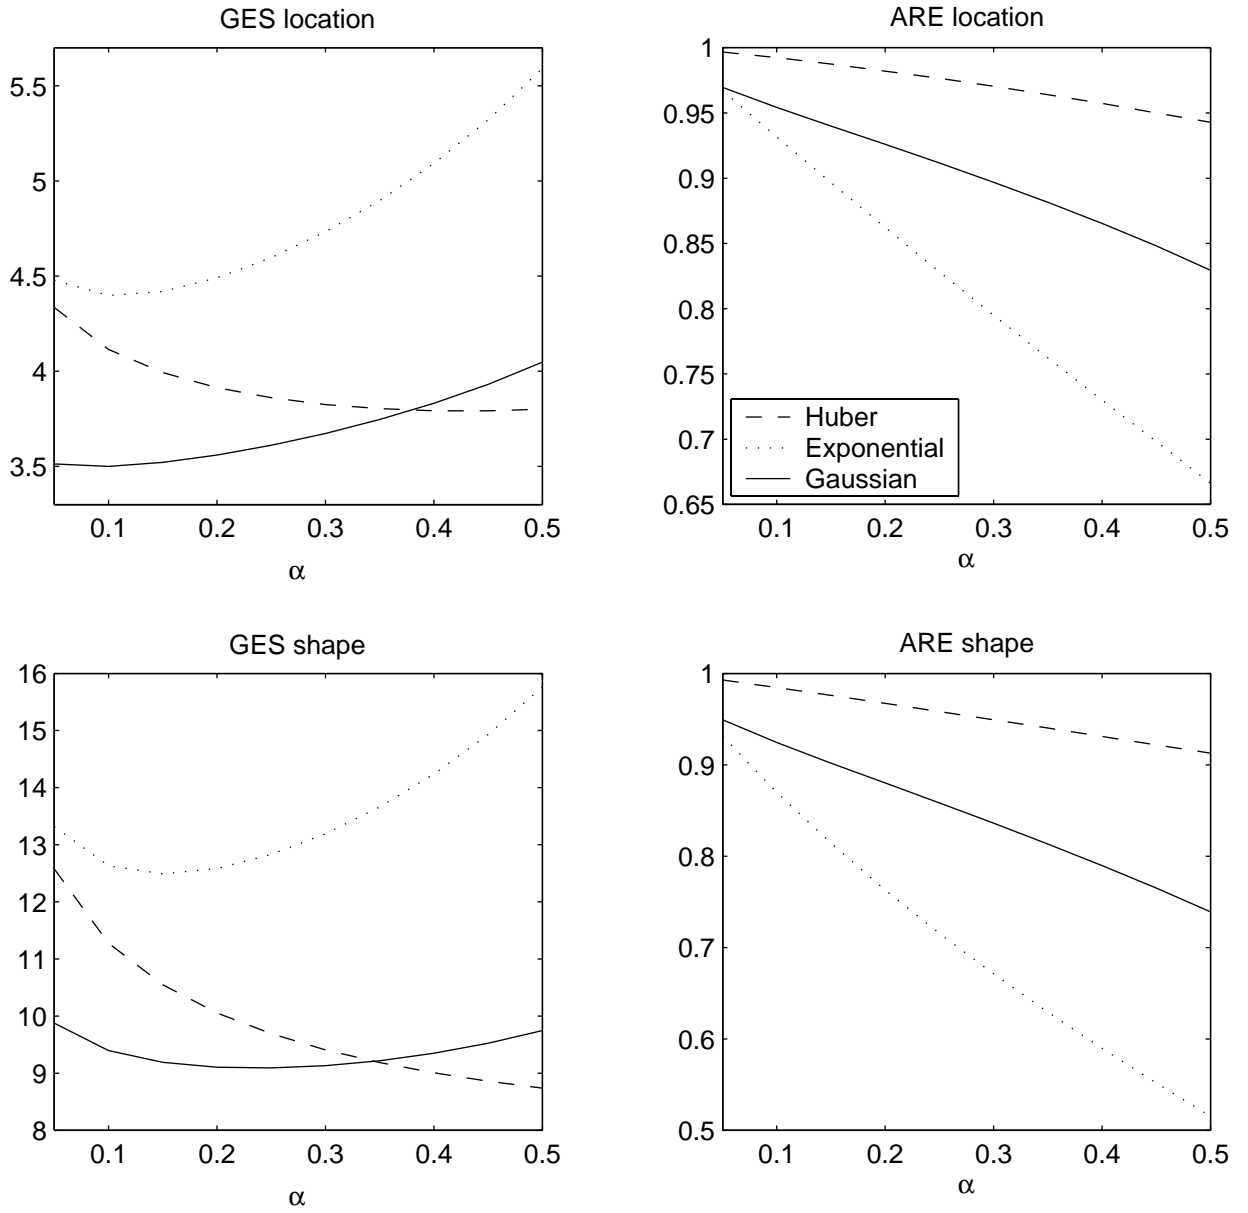 GES location
5.5
5
4.5
4
3.5
0.1 0.2 0.3 0.4 0.5
α
ARE location
1
0.95
0.9
0.85
0.8
0.75
0.7
0.65
Huber
Exponential
Gaussian
0.1 0.2 0.3 0.4 0.5
α
GES shape
16
15
14
13
12
11
10
9
8
0.1 0.2 0.3 0.4 0.5
α
ARE shape
1
0.9
0.8
0.7
0.6
0.5
0.1 0.2 0.3 0.4 0.5
α